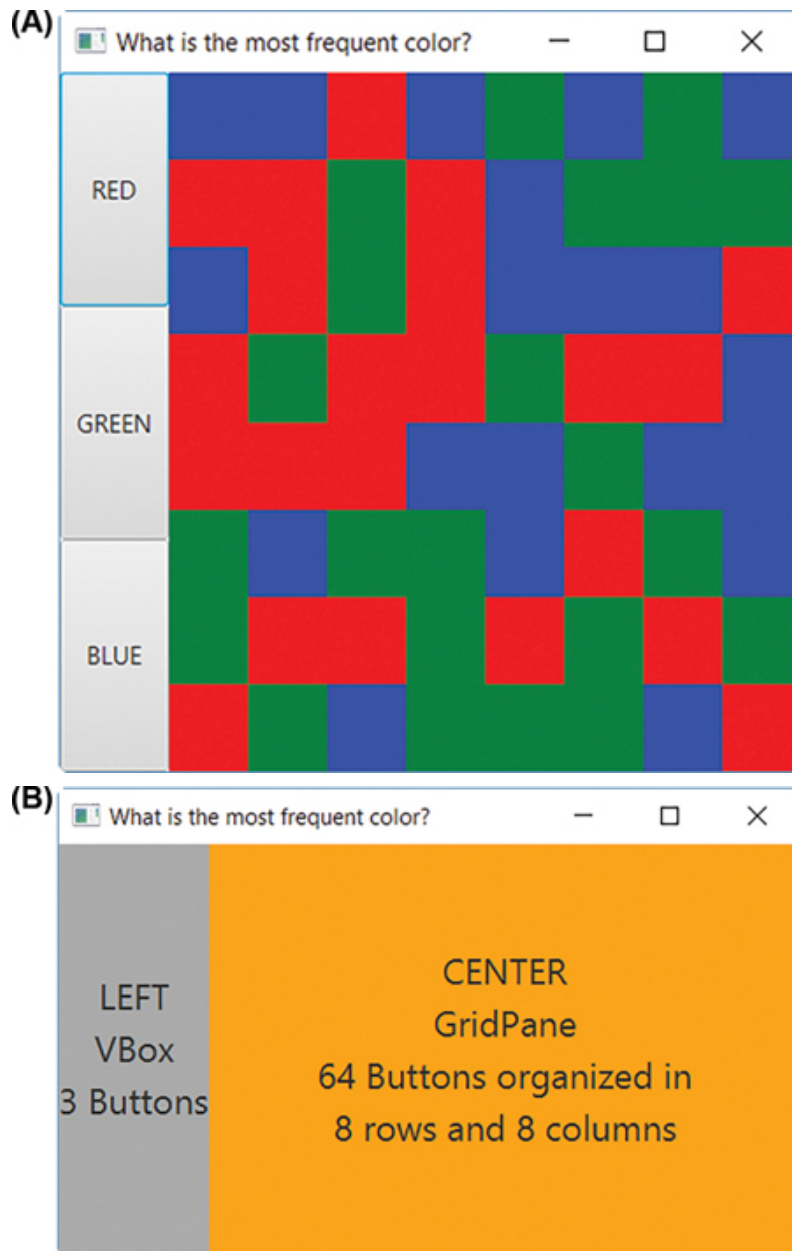 (A)
What is the most frequent color?
RED
GREEN
BLUE
(B)
What is the most frequent color?
LEFT
VBox
3 Buttons
CENTER
GridPane
64 Buttons organized in
8 rows and 8 columns